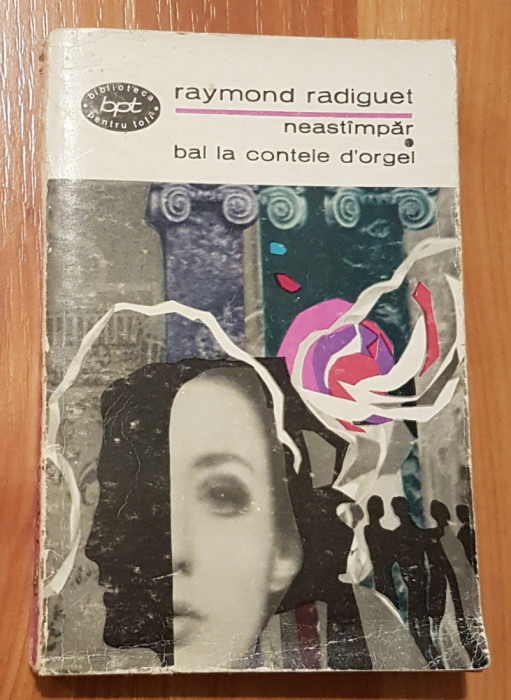 biblioteca
bpt
pentru toți
raymond radiguet
neastîmpăr
bal la contele d'orgel